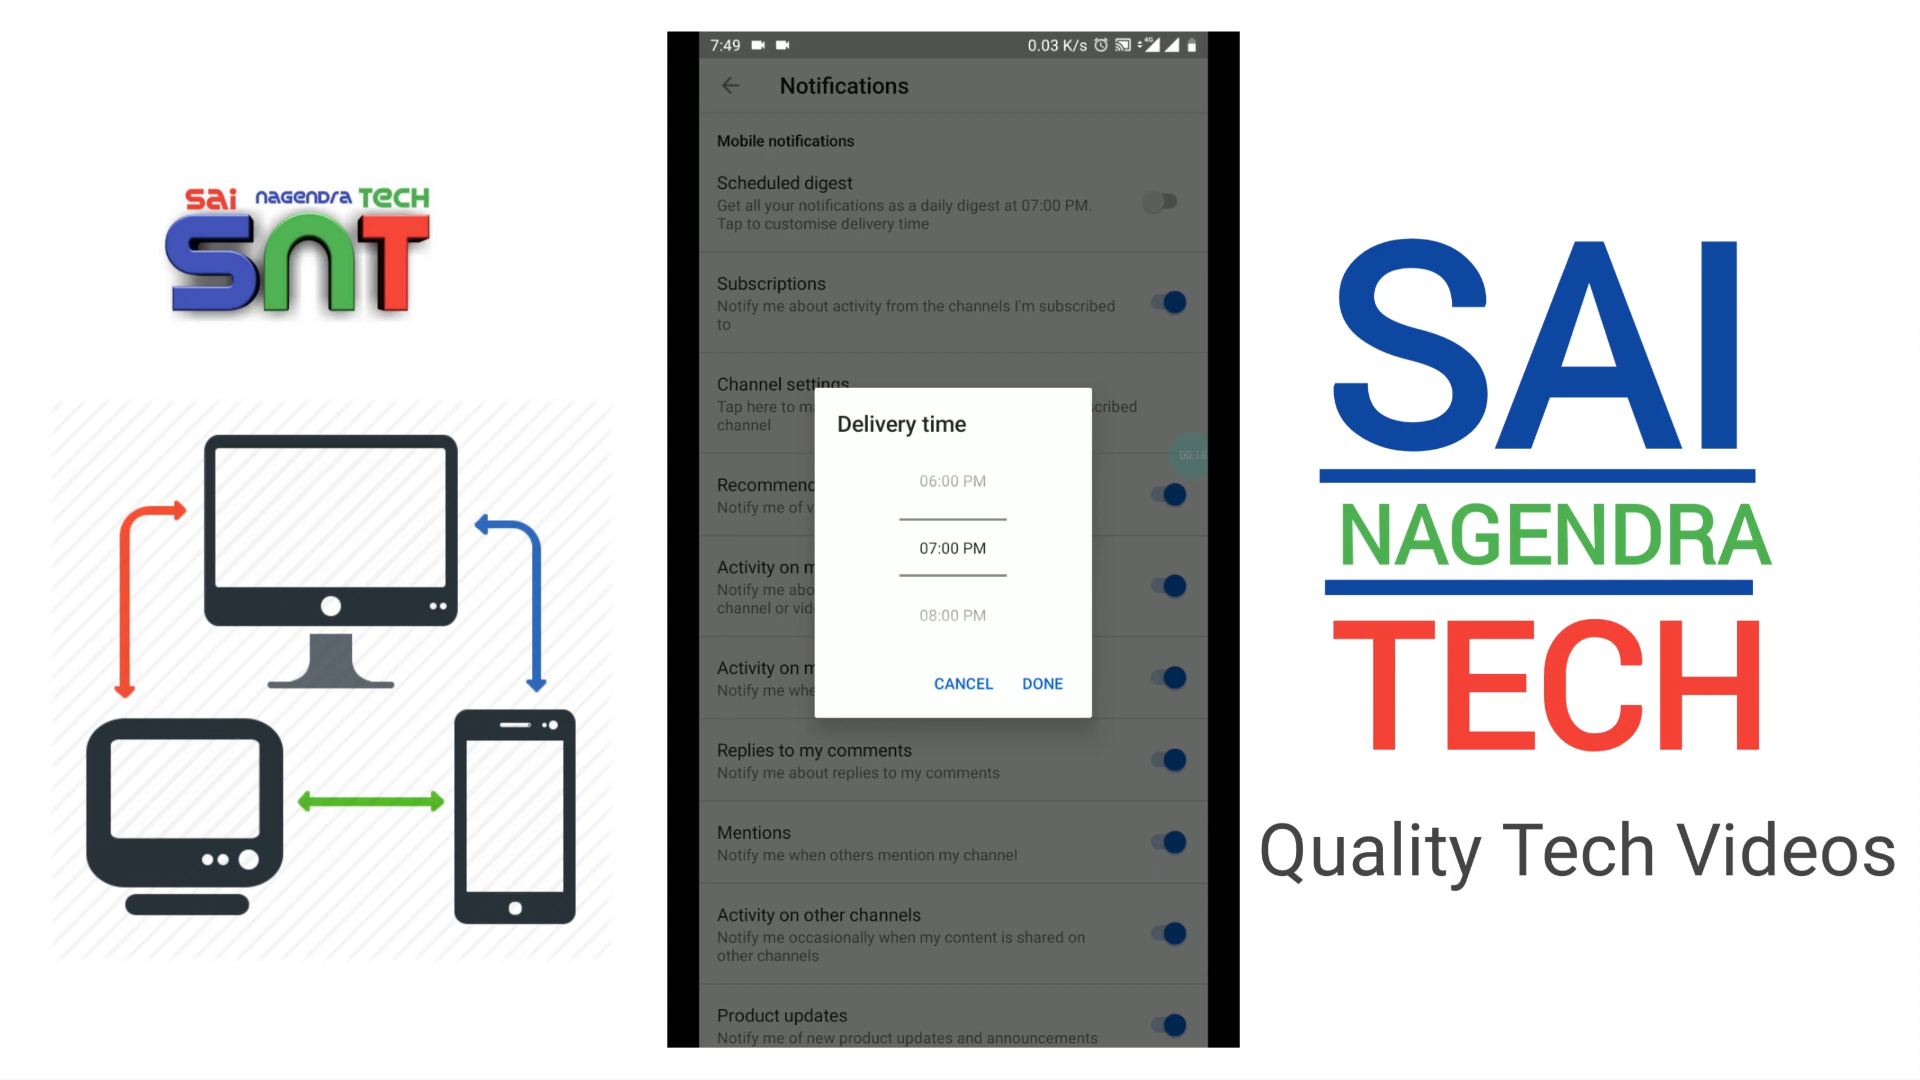 sai nagendra TECH
SNT
7:49
0.03 K/s
4G
Notifications
Mobile notifications
Scheduled digest
Get all your notifications as a daily digest at 07:00 PM.
Tap to customise delivery time
Subscriptions
Notify me about activity from the channels I'm subscribed
to
Channel settings
Tap here to
channel
Recommend
Notify me of
Activity on
Notify me
channel or
Activity on
Notify me
Replies to my comments
Notify me about replies to my comments
Mentions
Notify me when others mention my channel
Activity on other channels
Notify me occasionally when my content is shared on
other channels
Product updates
Notify me of new product updates and announcements
Delivery time
06:00 PM
07:00 PM
08:00 PM
CANCEL DONE
00:18
SAI
NAGENDRA
TECH
Quality Tech Videos